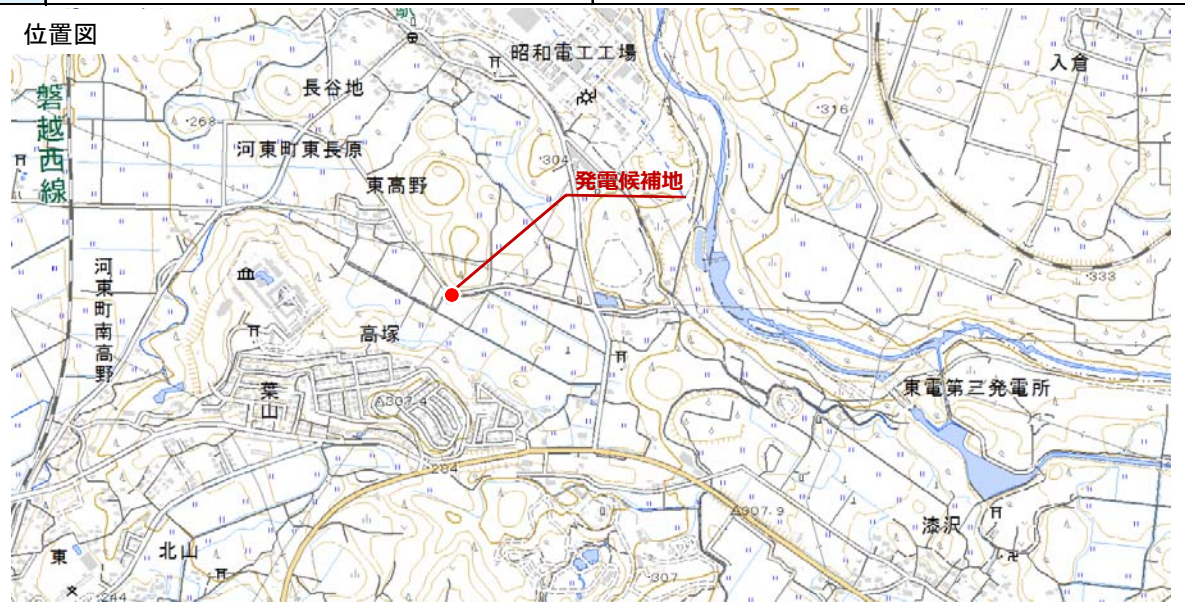 位置図
昭和電工工場
入倉
長谷地
・316
磐越西線
・268
河東町東長原
・304
東高野
発電候補地
・333
河東町南高野
高塚
東電第三発電所
葉山
△307.4
・284
△307.9
漆沢
北山
東
・307
・244